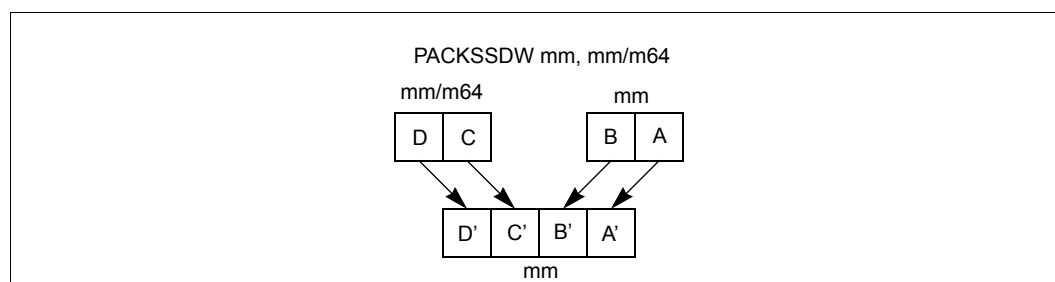 PACKSSDW mm, mm/m64
mm/m64 mm
D C B A
D’ C’ B’ A’
mm